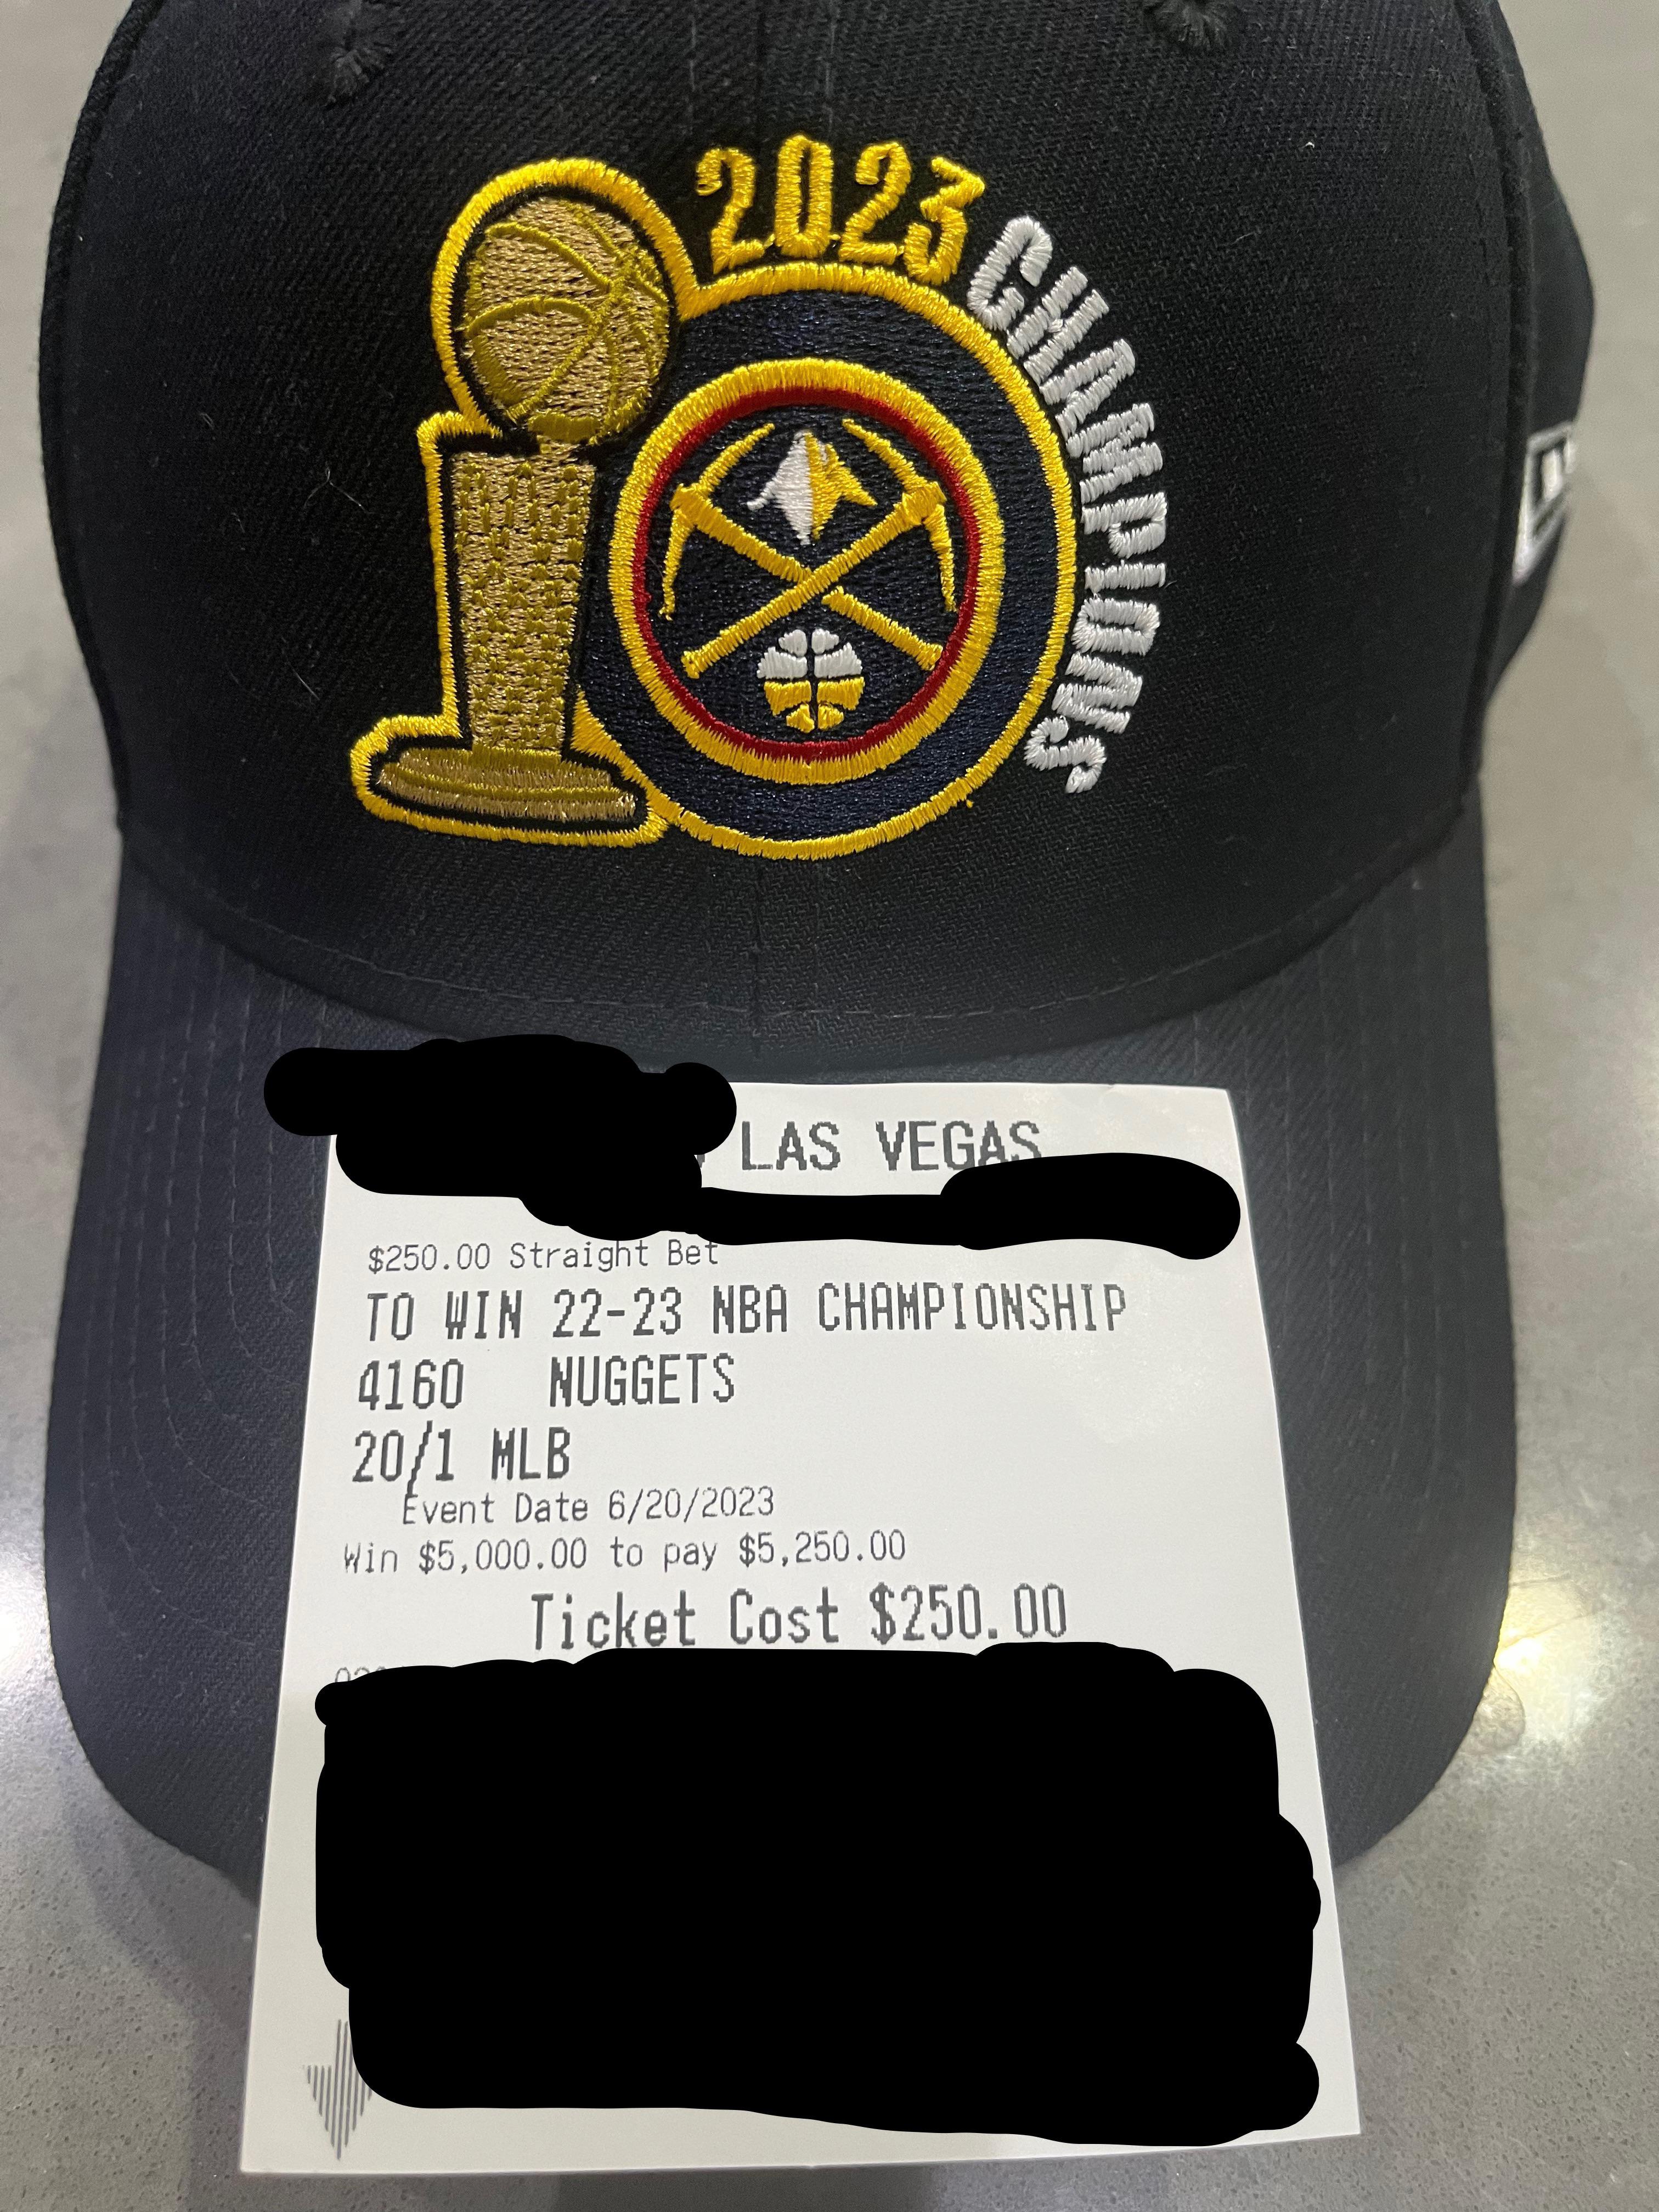 2023
CHAMPIONS
LAS VEGAS
$250.00 Straight Bet
TO WIN 22-23 NBA CHAMPIONSHIP
4160 NUGGETS
20/1 MLB
Event Date 6/20/2023
Win $5,000.00 to pay $5,250.00
Ticket Cost $250.00